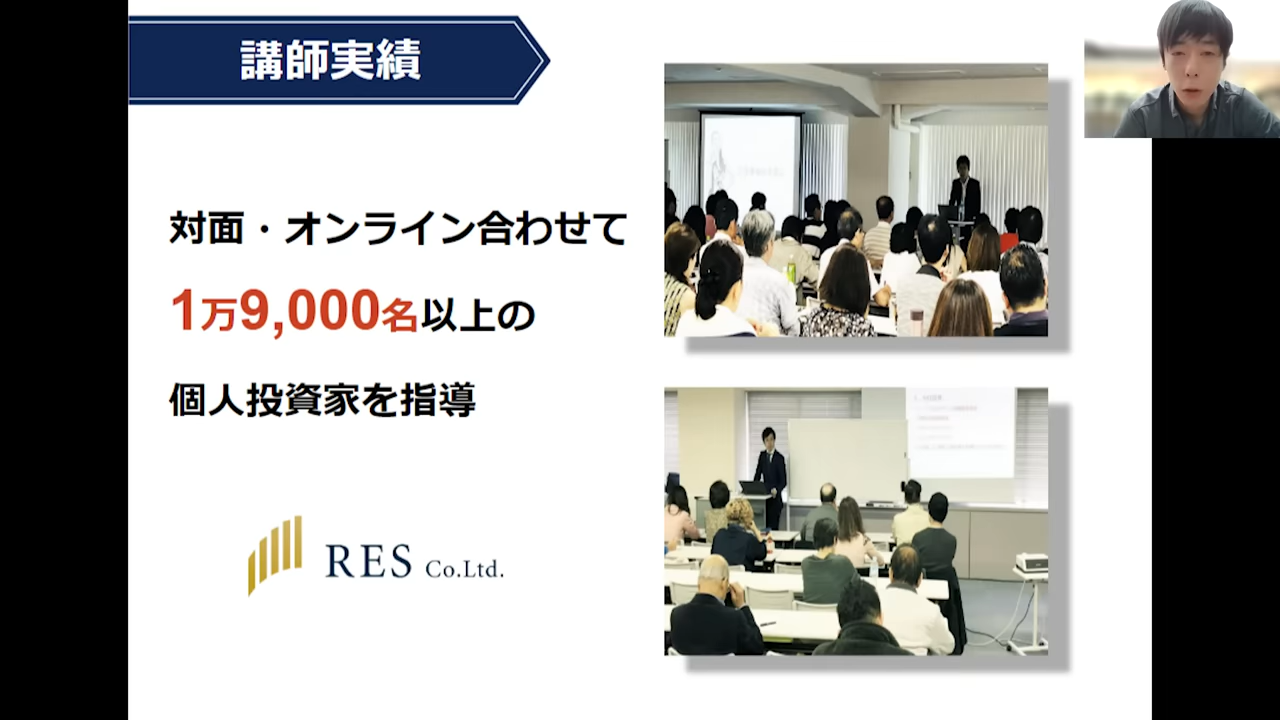 講師実績
対面・オンライン合わせて
1万9,000名以上の
個人投資家を指導
RES Co.Ltd.